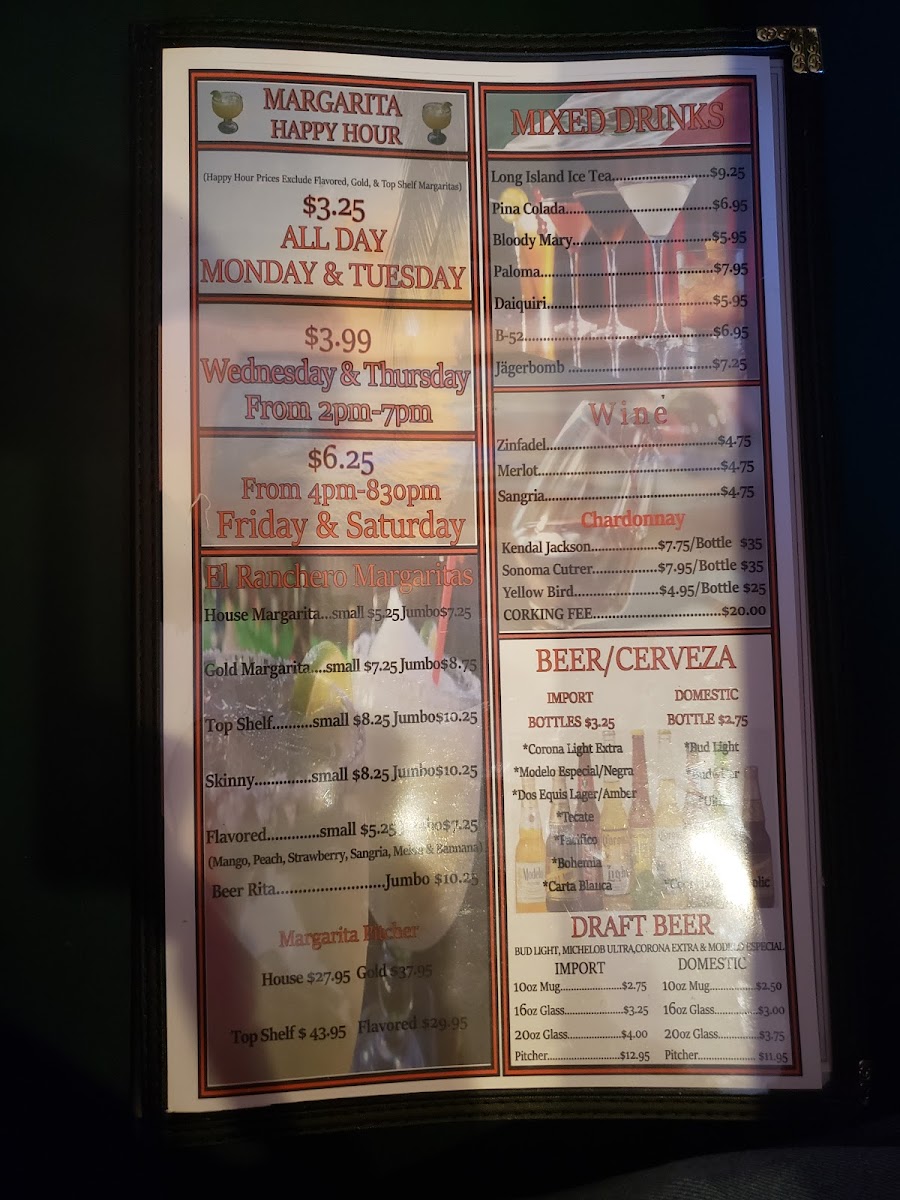 MARGARITA
HAPPY HOUR
(Happy Hour Prices Exclude Flavored, Gold, & Top Shelf Margaritas)
$3.25
ALL DAY
MONDAY & TUESDAY
$3.99
Wednesday & Thursday
From 2pm-7pm
$6.25
From 4pm-830pm
Friday & Saturday
El Ranchero Margaritas
House Margarita...small $5.25 Jumbo$7.25
Gold Margarita....small $7.25 Jumbo$8.75
Top Shelf..........small $8.25 Jumbo$10.25
Skinny..............small $8.25 Jumbo$10.25
Flavored.............small $5.25
(Mango, Peach, Strawberry, Sangria, & Bannana)
Beer Rita..........................Jumbo $10.25
Margarita Pitcher
House $27.95 Gold $37.95
Top Shelf $ 43.95 Flavored $29.95
MIXED DRINKS
Long Island Ice Tea........................$9.25
Pina Colada....................................$6.95
Bloody Mary...................................$5.95
Paloma...........................................$7.95
Daiquiri.........................................$5.95
B-52..............................................$6.95
Jägerbomb ...................................$7.25
Wine
Zinfadel..........................................$4.75
Merlot.............................................$4.75
Sangria...........................................$4.75
Chardonnay
Kendal Jackson.................$7.75/Bottle $35
Sonoma Cutrer................$7.95/Bottle $35
Yellow Bird.....................$4.95/Bottle $25
CORKING FEE................................$20.00
BEER/CERVEZA
IMPORT
BOTTLES $3.25
*Corona Light Extra
*Modelo Especial/Negra
*Dos Equis Lager/Amber
*Tecate
*Pacifico
*Bohemia
*Carta Blanca
DOMESTIC
BOTTLE $2.75
*Bud Light
DRAFT BEER
BUD LIGHT, MICHELOB ULTRA,CORONA EXTRA & MODELO ESPECIAL
IMPORT
10oz Mug......................$2.75
16oz Glass....................$3.25
20oz Glass...................$4.00
Pitcher.........................$12.95
DOMESTIC
10oz Mug................$2.50
16oz Glass..............$3.00
20oz Glass.............$3.75
Pitcher.................... $11.95